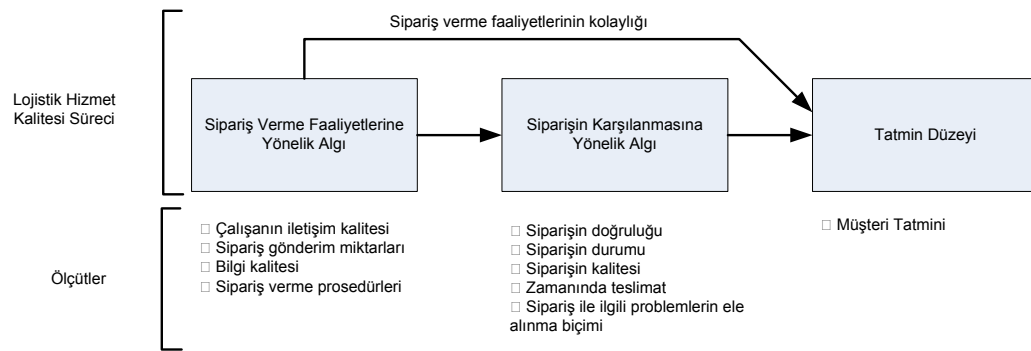 Sipariş verme faaliyetlerinin kolaylığı
Lojistik Hizmet
Kalitesi Süreci
Sipariş Verme Faaliyetlerine
Yönelik Algı
Siparişin Karşılanmasına
Yönelik Algı
Tatmin Düzeyi
Ölçütler
□ Çalışanın iletişim kalitesi
□ Sipariş gönderim miktarları
□ Bilgi kalitesi
□ Sipariş verme prosedürleri
□ Siparişin doğruluğu
□ Siparişin durumu
□ Siparişin kalitesi
□ Zamanında teslimat
□ Sipariş ile ilgili problemlerin ele
alınma biçimi
□ Müşteri Tatmini